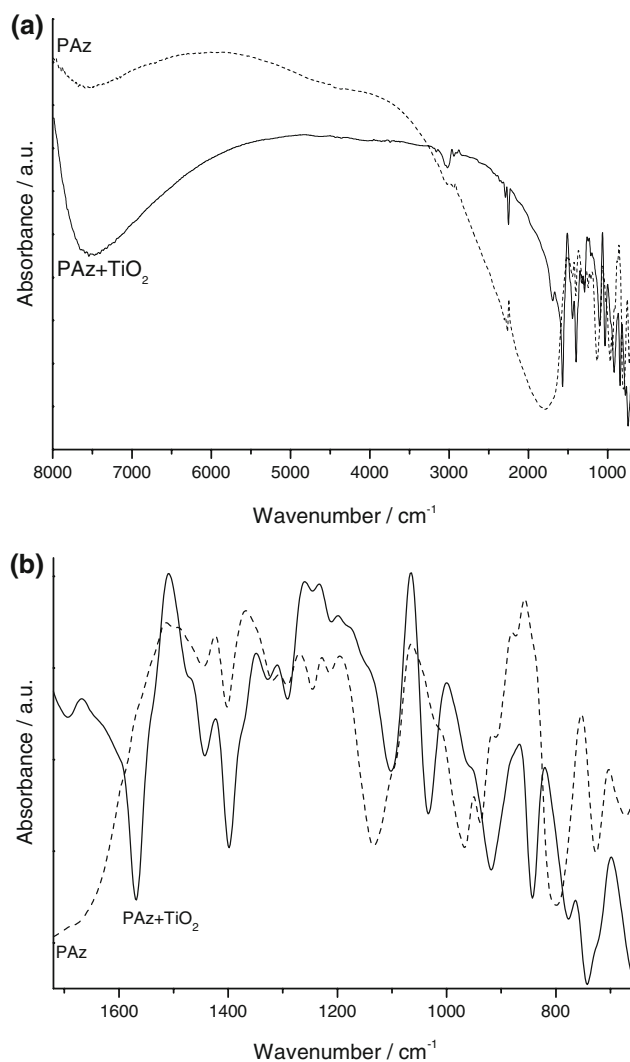 (a)
PAz
PAz+TiO₂
Absorbance / a.u.
8000 7000 6000 5000 4000 3000 2000 1000
Wavenumber / cm⁻¹
(b)
Absorbance / a.u.
PAz+TiO₂
PAz
1600 1400 1200 1000 800
Wavenumber / cm⁻¹